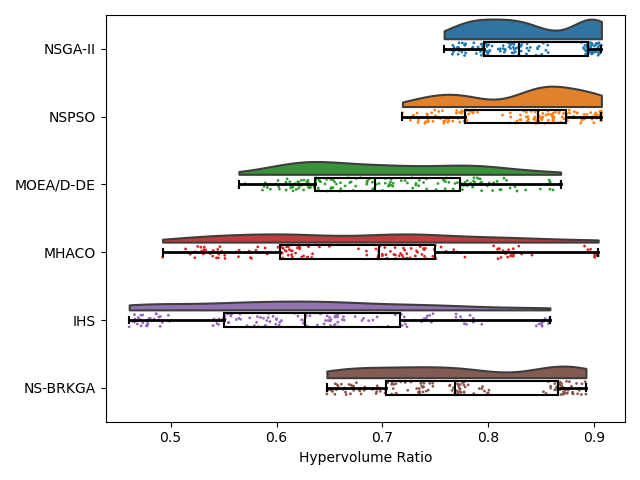 NSGA-II
NSPSO
MOEA/D-DE
MHACO
IHS
NS-BRKGA
0.5 0.6 0.7 0.8 0.9
Hypervolume Ratio